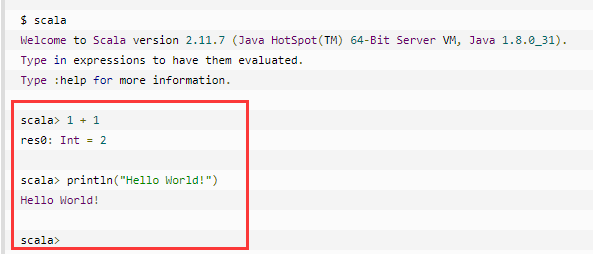 $ scala
Welcome to Scala version 2.11.7 (Java HotSpot(TM) 64-Bit Server VM, Java 1.8.0_31).
Type in expressions to have them evaluated.
Type :help for more information.
scala> 1 + 1
res0: Int = 2
scala> println("Hello World!")
Hello World!
scala>